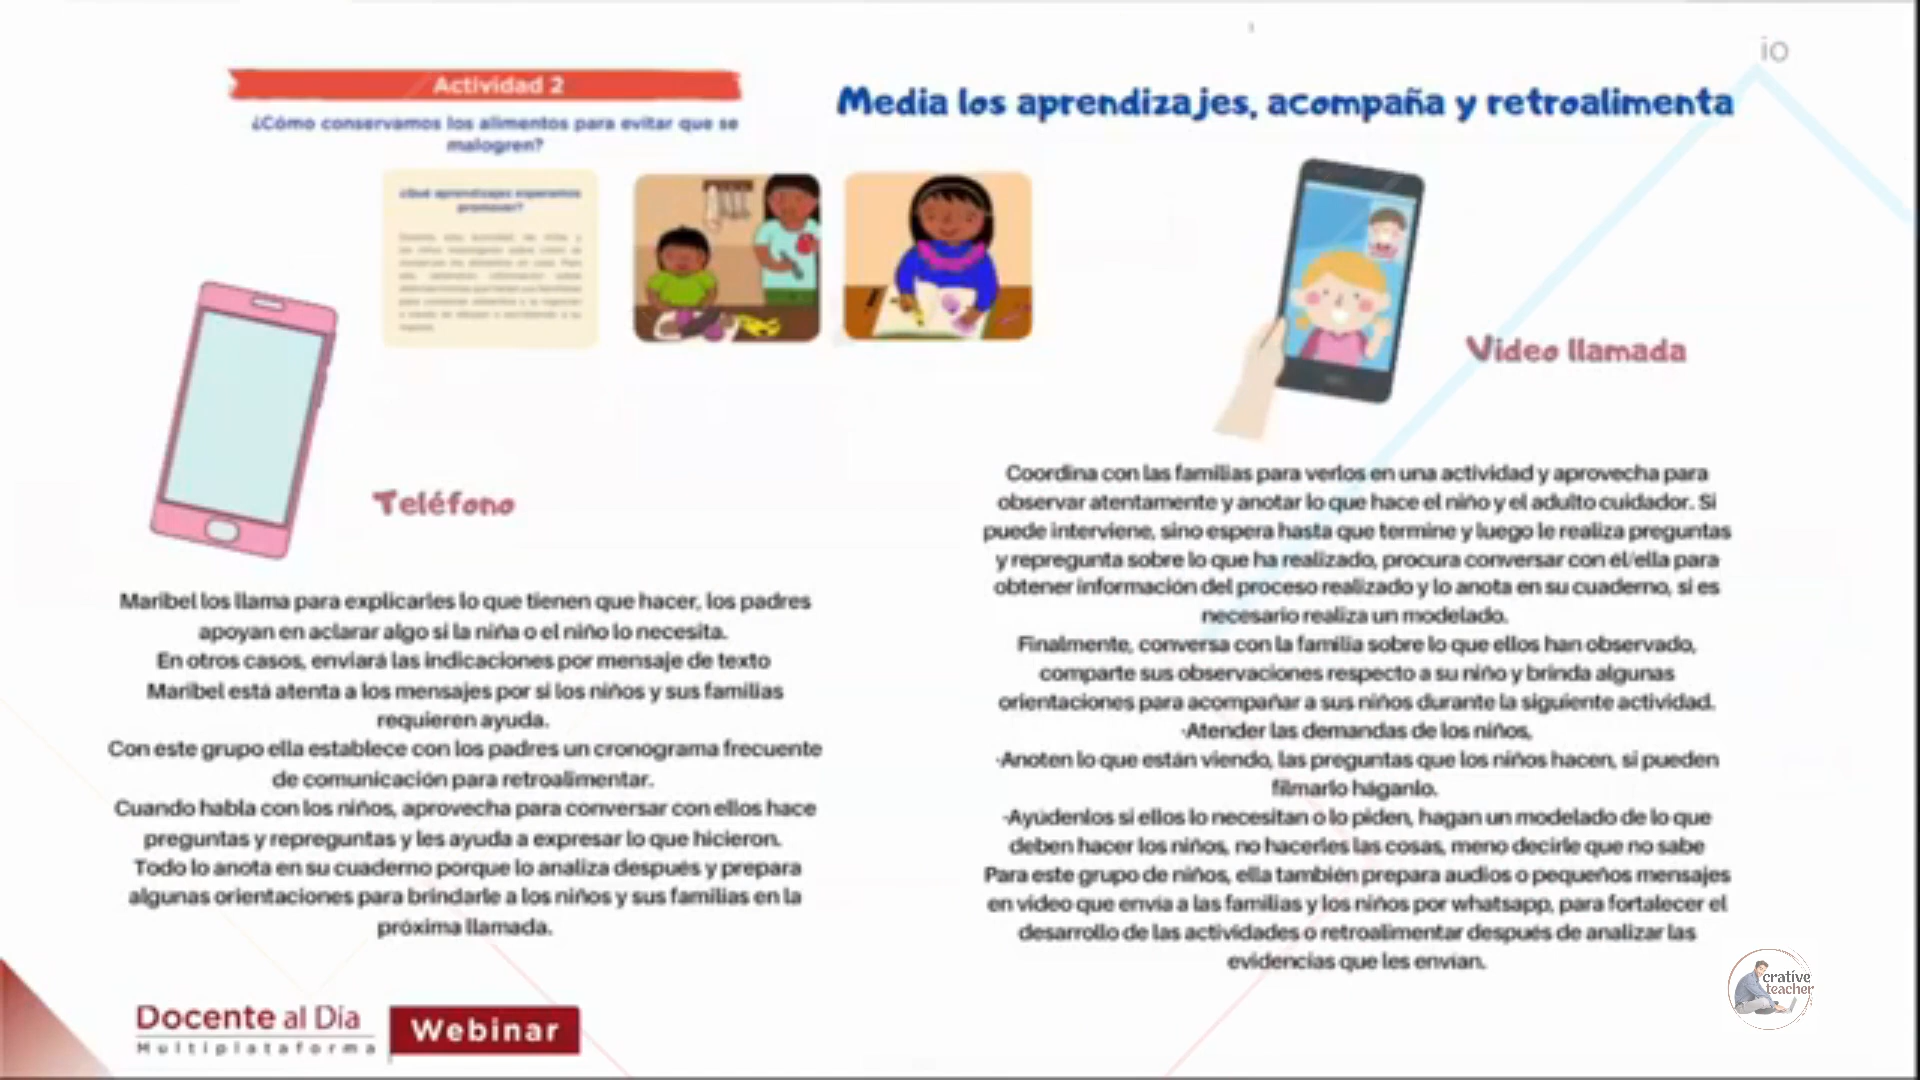 io
Actividad 2
¿Cómo conservamos los alimentos para evitar que se
malogren?
Media los aprendizajes, acompaña y retroalimenta
¿Qué aprendizajes esperamos
promover?
Teléfono
Maribel los llama para explicarles lo que tienen que hacer, los padres
apoyan en aclarar algo si la niña o el niño lo necesita.
En otros casos, enviará las indicaciones por mensaje de texto
Maribel está atenta a los mensajes por si los niños y sus familias
requieren ayuda.
Con este grupo ella establece con los padres un cronograma frecuente
de comunicación para retroalimentar.
Cuando habla con los niños, aprovecha para conversar con ellos hace
preguntas y repreguntas y les ayuda a expresar lo que hicieron.
Todo lo anota en su cuaderno porque lo analiza después y prepara
algunas orientaciones para brindarle a los niños y sus familias en la
próxima llamada.
Video llamada
Coordina con las familias para verlos en una actividad y aprovecha para
observar atentamente y anotar lo que hace el niño y el adulto cuidador. Si
puede interviene, sino espera hasta que termine y luego le realiza preguntas
y repregunta sobre lo que ha realizado, procura conversar con él/ella para
obtener información del proceso realizado y lo anota en su cuaderno, si es
necesario realiza un modelado.
Finalmente, conversa con la familia sobre lo que ellos han observado,
comparte sus observaciones respecto a su niño y brinda algunas
orientaciones para acompañar a sus niños durante la siguiente actividad.
-Atender las demandas de los niños,
-Anoten lo que están viendo, las preguntas que los niños hacen, si pueden
filmarlo háganlo.
-Ayúdenlos si ellos lo necesitan o lo piden, hagan un modelado de lo que
deben hacer los niños, no hacerles las cosas, meno decirle que no sabe
Para este grupo de niños, ella también prepara audios o pequeños mensajes
en video que envía a las familias y los niños por whatsapp, para fortalecer el
desarrollo de las actividades o retroalimentar después de analizar las
evidencias que les envían.
Docente al Día
Multiplataforma
Webinar
crative
teacher